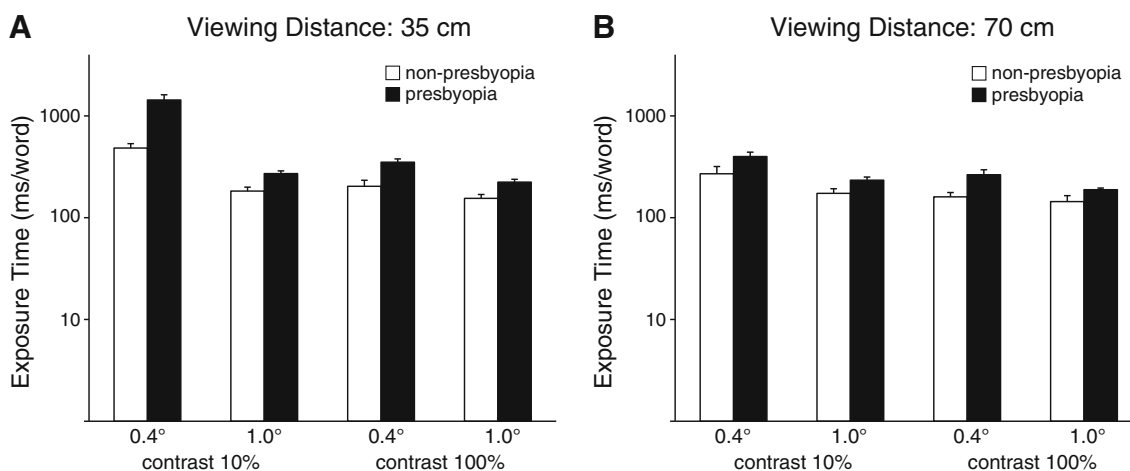 A
Viewing Distance: 35 cm
non-presbyopia
presbyopia
Exposure Time (ms/word)
1000
100
10
0.4° 1.0° 0.4° 1.0°
contrast 10% contrast 100%
B
Viewing Distance: 70 cm
non-presbyopia
presbyopia
Exposure Time (ms/word)
1000
100
10
0.4° 1.0° 0.4° 1.0°
contrast 10% contrast 100%